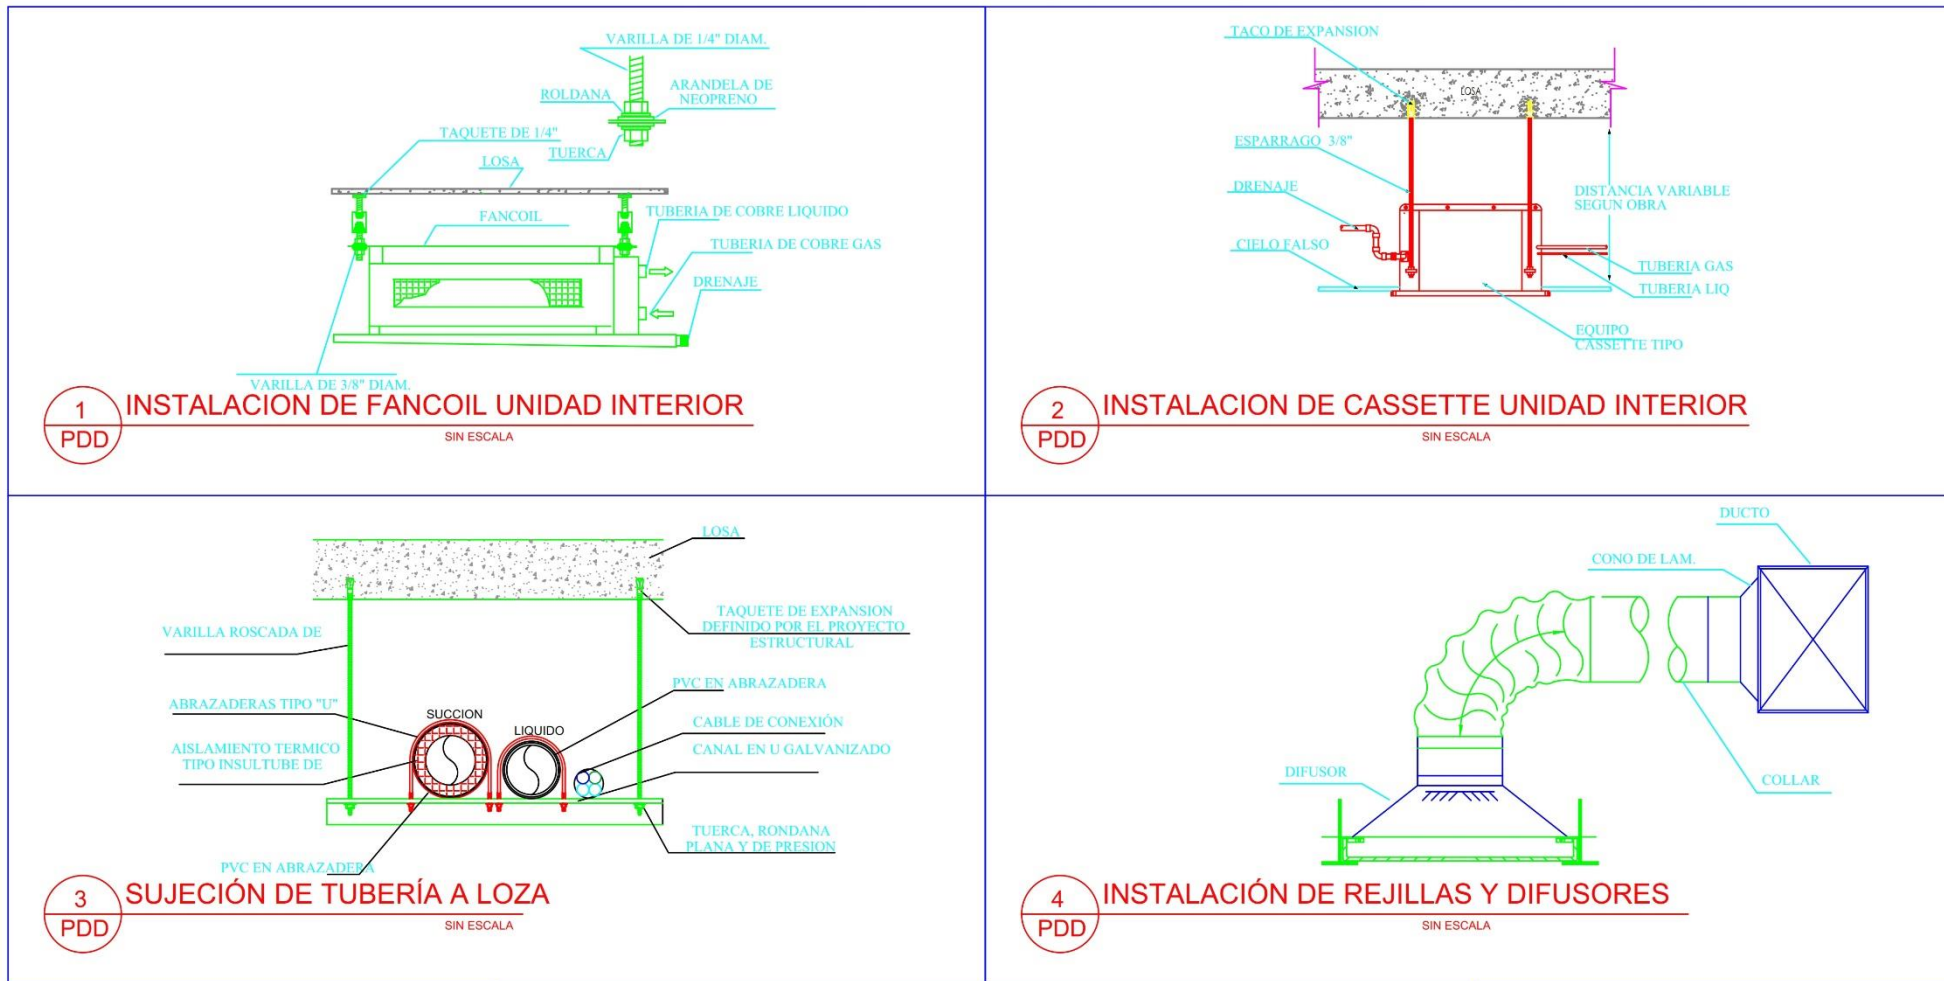 VARILLA DE 1/4" DIAM.
ROLDANA
ARANDELA DE
NEOPRENO
TUERCA
TAQUETE DE 1/4"
LOSA
FANCOIL
TUBERIA DE COBRE LIQUIDO
TUBERIA DE COBRE GAS
DRENAJE
VARILLA DE 3/8" DIAM.
1
PDD
INSTALACION DE FANCOIL UNIDAD INTERIOR
SIN ESCALA
TACO DE EXPANSION
LOSA
ESPARRAGO 3/8"
DRENAJE
CIELO FALSO
DISTANCIA VARIABLE
SEGUN OBRA
TUBERIA GAS
TUBERIA LIQ
EQUIPO
CASSETTE TIPO
2
PDD
INSTALACION DE CASSETTE UNIDAD INTERIOR
SIN ESCALA
LOSA
VARILLA ROSCADA DE
TAQUETE DE EXPANSION
DEFINIDO POR EL PROYECTO
ESTRUCTURAL
ABRAZADERAS TIPO "U"
SUCCION
LIQUIDO
PVC EN ABRAZADERA
CABLE DE CONEXIÓN
CANAL EN U GALVANIZADO
AISLAMIENTO TERMICO
TIPO INSULTUBE DE
TUERCA, RONDANA
PLANA Y DE PRESION
PVC EN ABRAZADERA
3
PDD
SUJECIÓN DE TUBERÍA A LOZA
SIN ESCALA
DUCTO
CONO DE LAM.
DIFUSOR
COLLAR
4
PDD
INSTALACIÓN DE REJILLAS Y DIFUSORES
SIN ESCALA